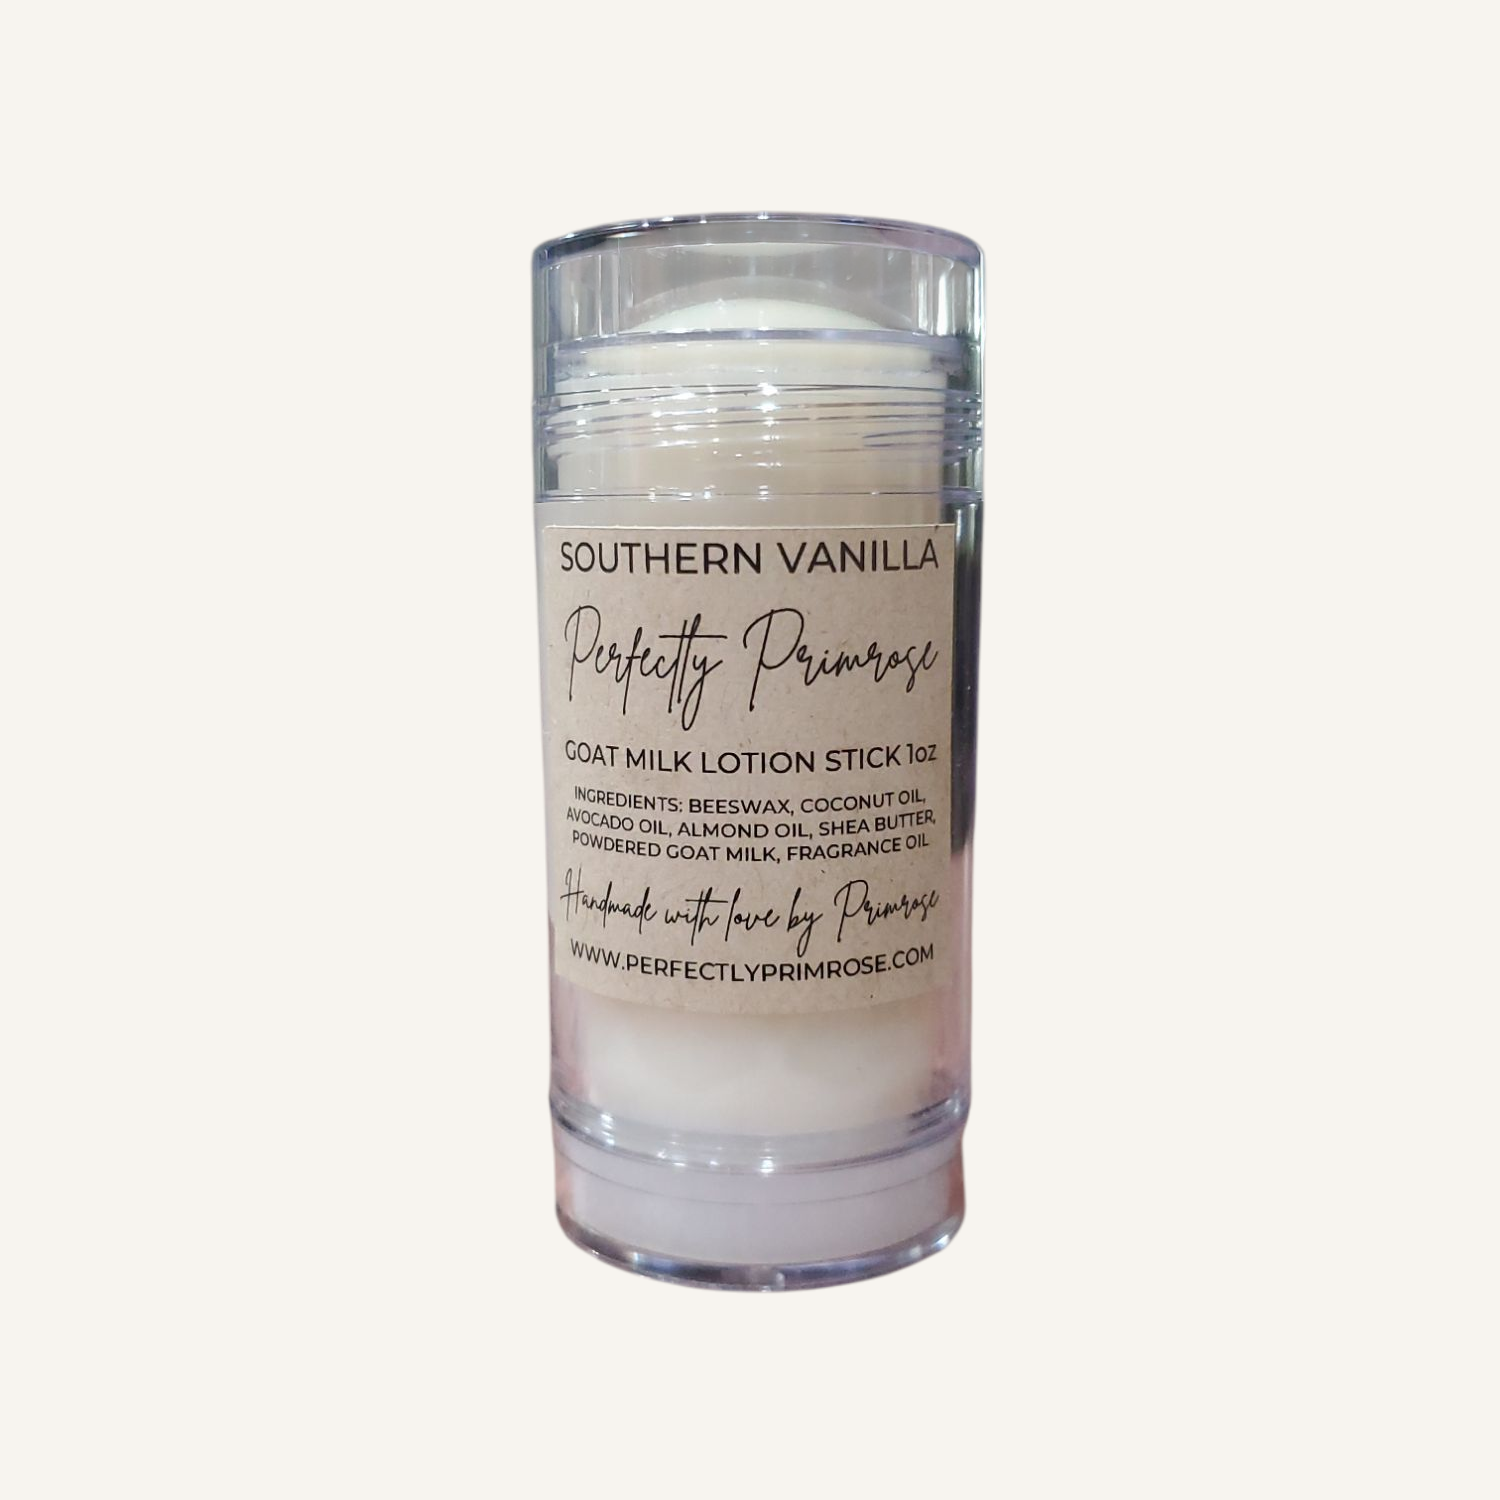 SOUTHERN VANILLA
Perfectly Primrose
GOAT MILK LOTION STICK 1oz
INGREDIENTS: BEESWAX, COCONUT OIL,
AVOCADO OIL, ALMOND OIL, SHEA BUTTER,
POWDERED GOAT MILK, FRAGRANCE OIL
Handmade with love by Primrose
WWW.PERFECTLYPRIMROSE.COM